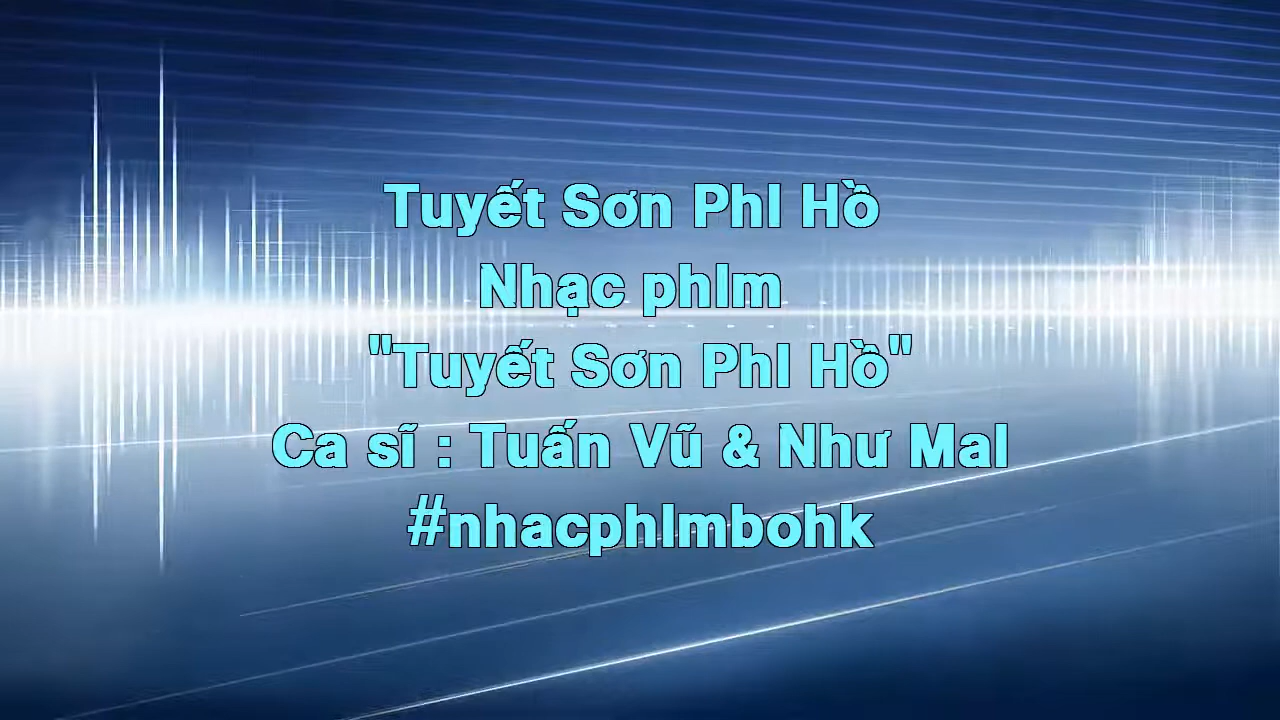 Tuyết Sơn Phl Hồ
Nhạc phlm
"Tuyết Sơn Phl Hồ"
Ca sĩ : Tuấn Vũ & Như Mal
#nhacphlmbohk